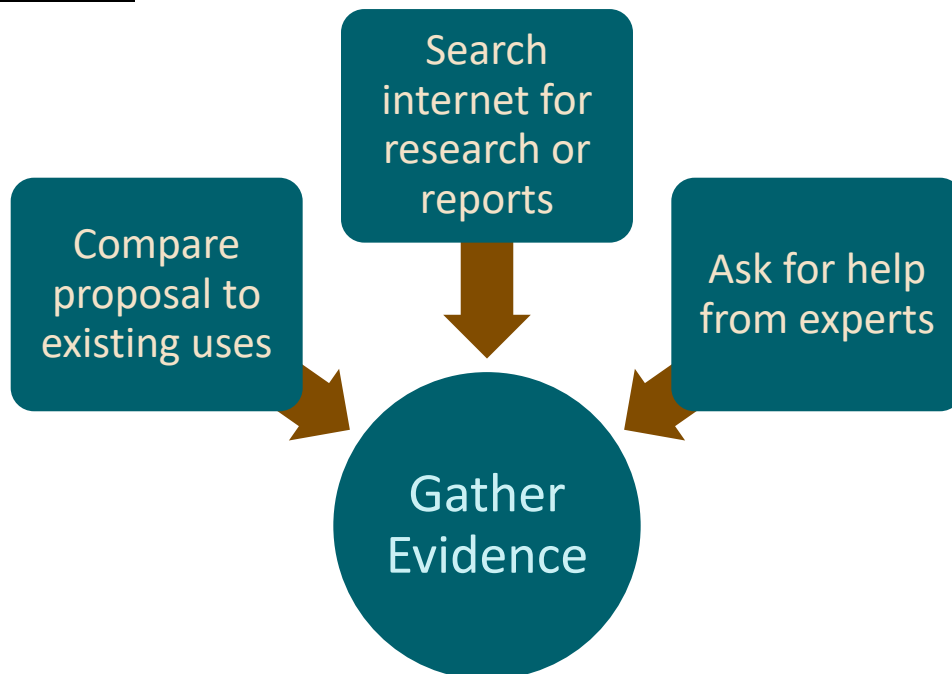 Search
internet for
research or
reports
Compare
proposal to
existing uses
Ask for help
from experts
Gather
Evidence